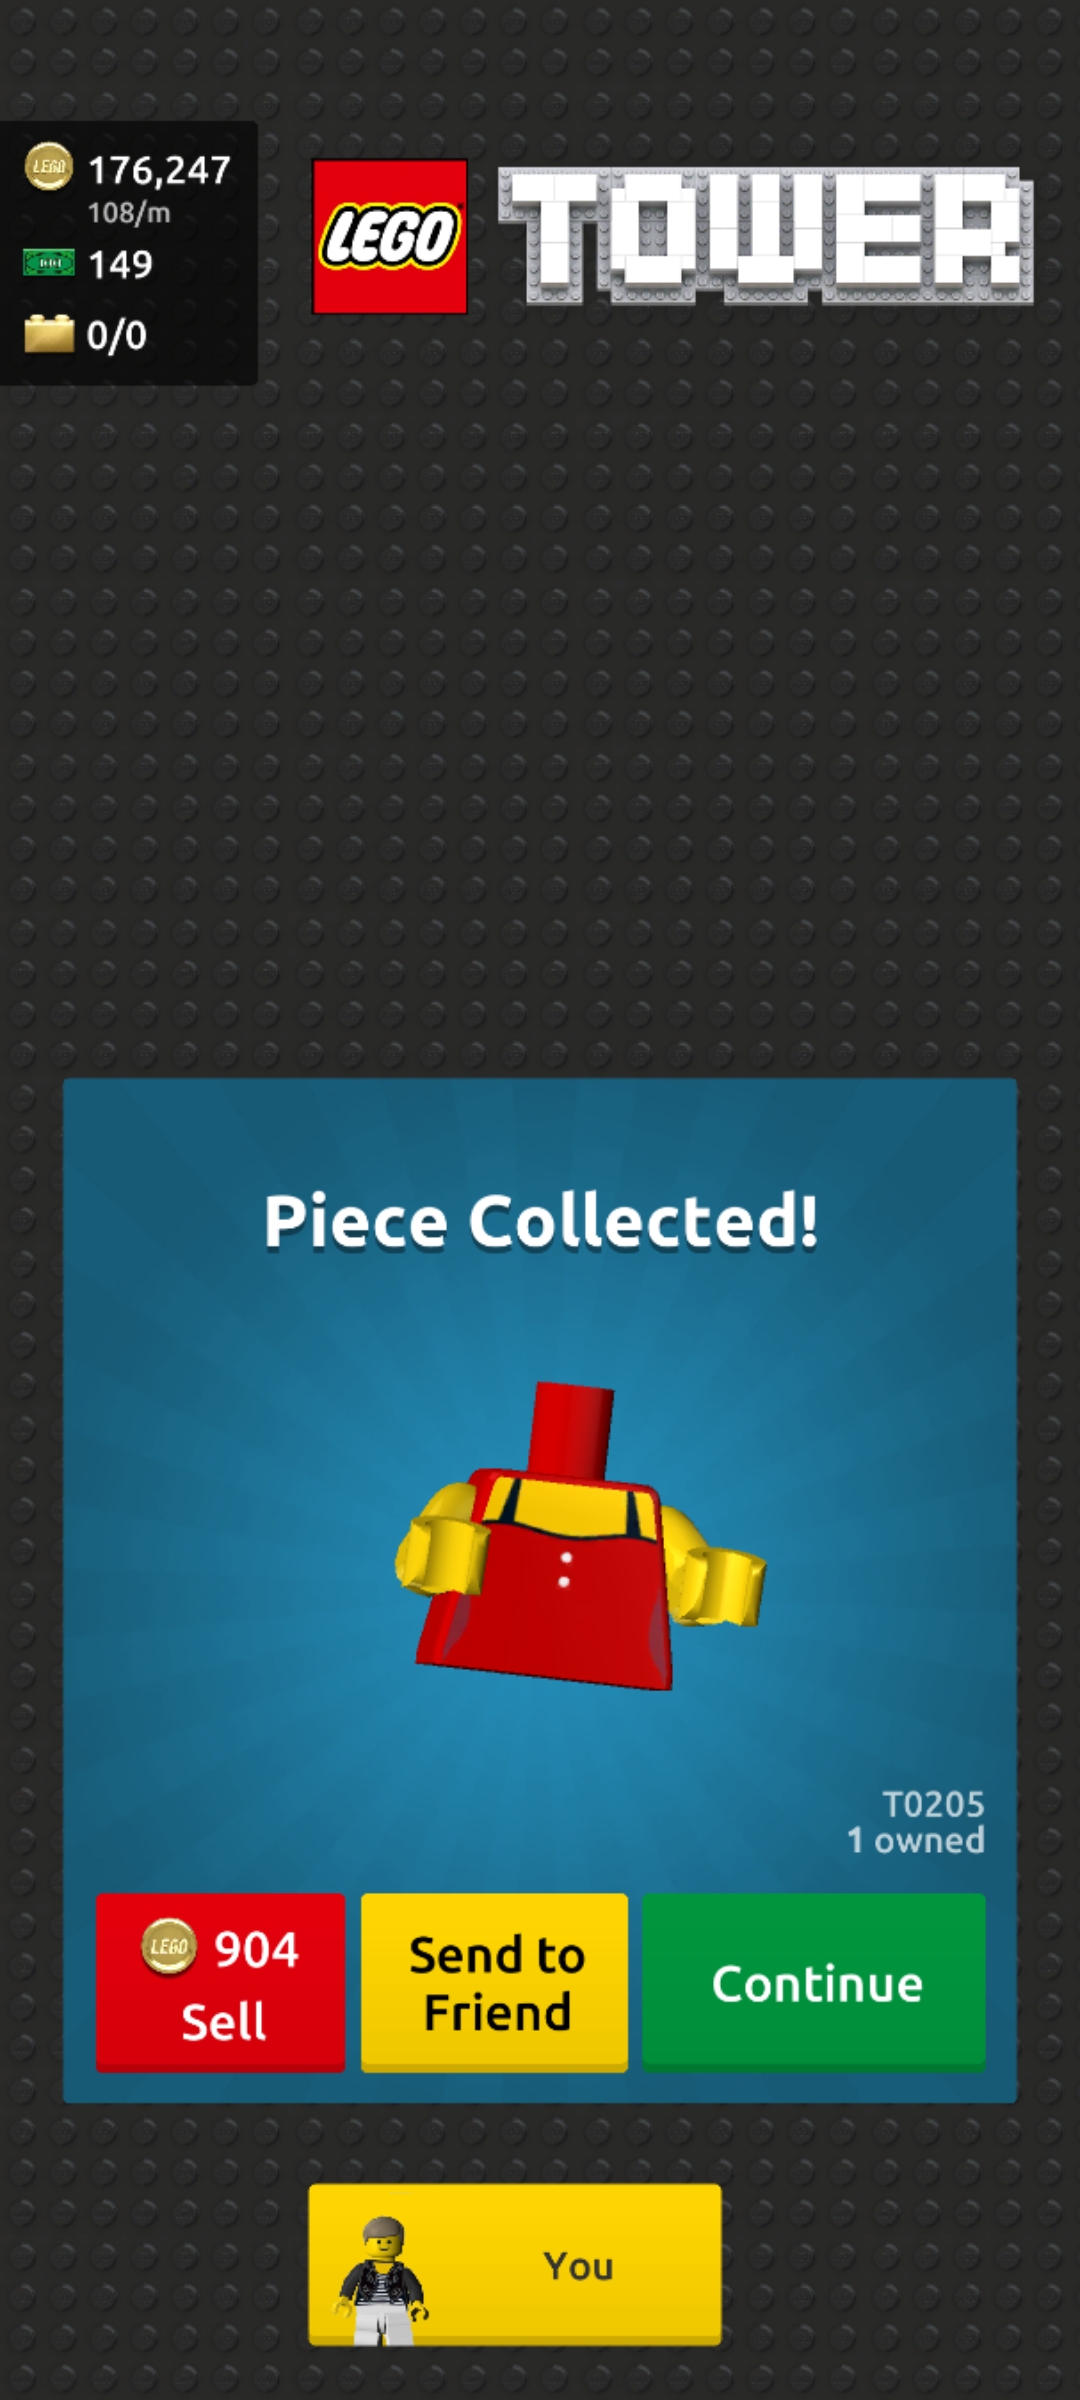 LEGO 176,247
108/m
149
0/0
LEGO TOWER
Piece Collected!
T0205
1 owned
LEGO 904
Sell
Send to
Friend
Continue
You